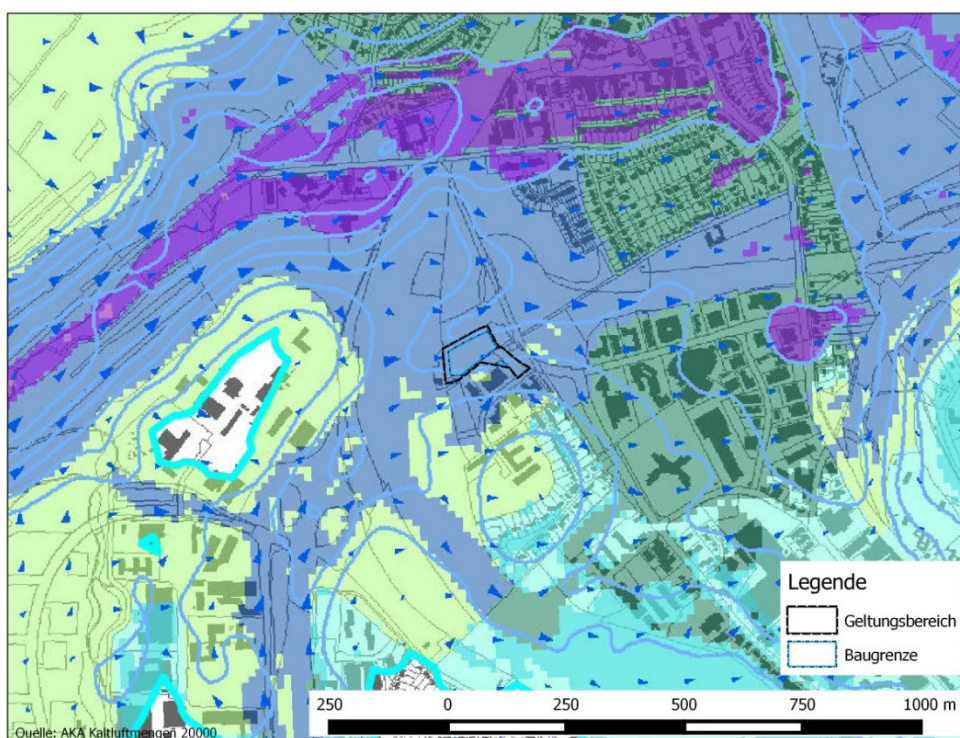 Legende
Geltungsbereich
Baugrenze
250 0 250 500 750 1000 m
Quelle: AKA Kaltluftmengen 20000